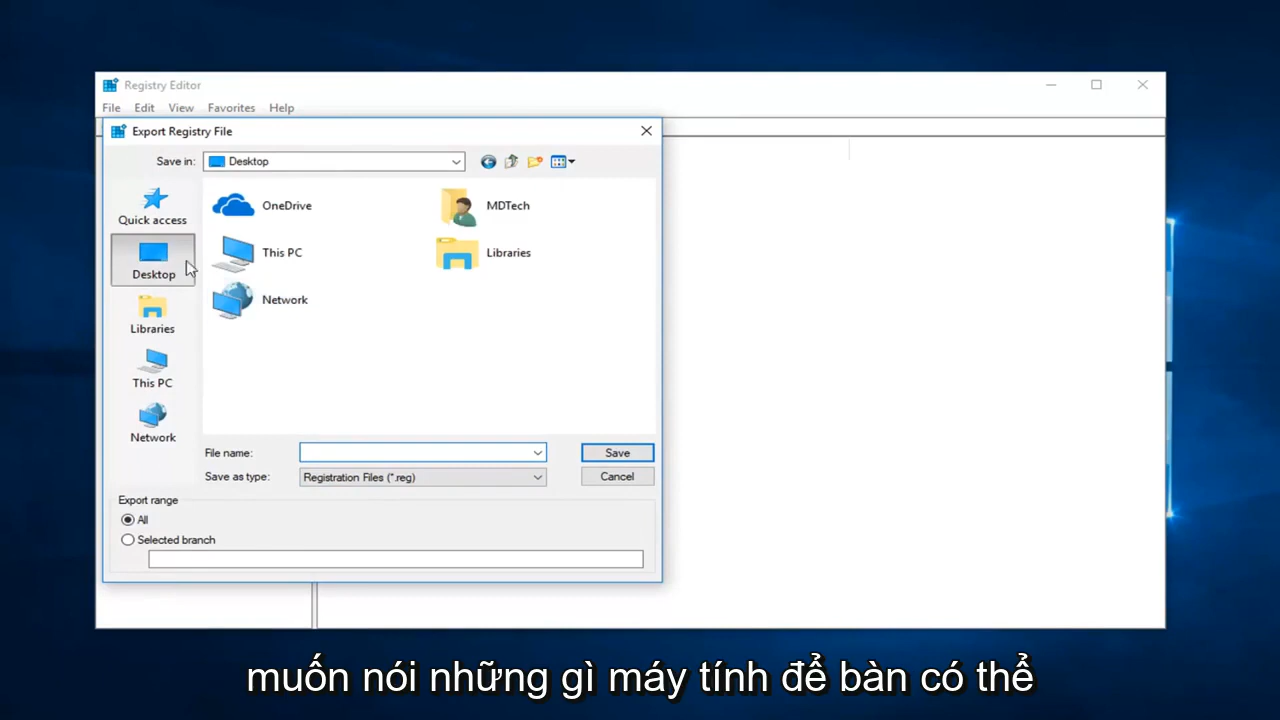 Registry Editor
File Edit View Favorites Help
Export Registry File
Save in: Desktop
Quick access
Desktop
Libraries
This PC
Network
OneDrive
MDTech
This PC
Libraries
Network
File name:
Save
Save as type: Registration Files (*.reg)
Cancel
Export range
All
Selected branch
muốn nói những gì máy tính để bàn có thể